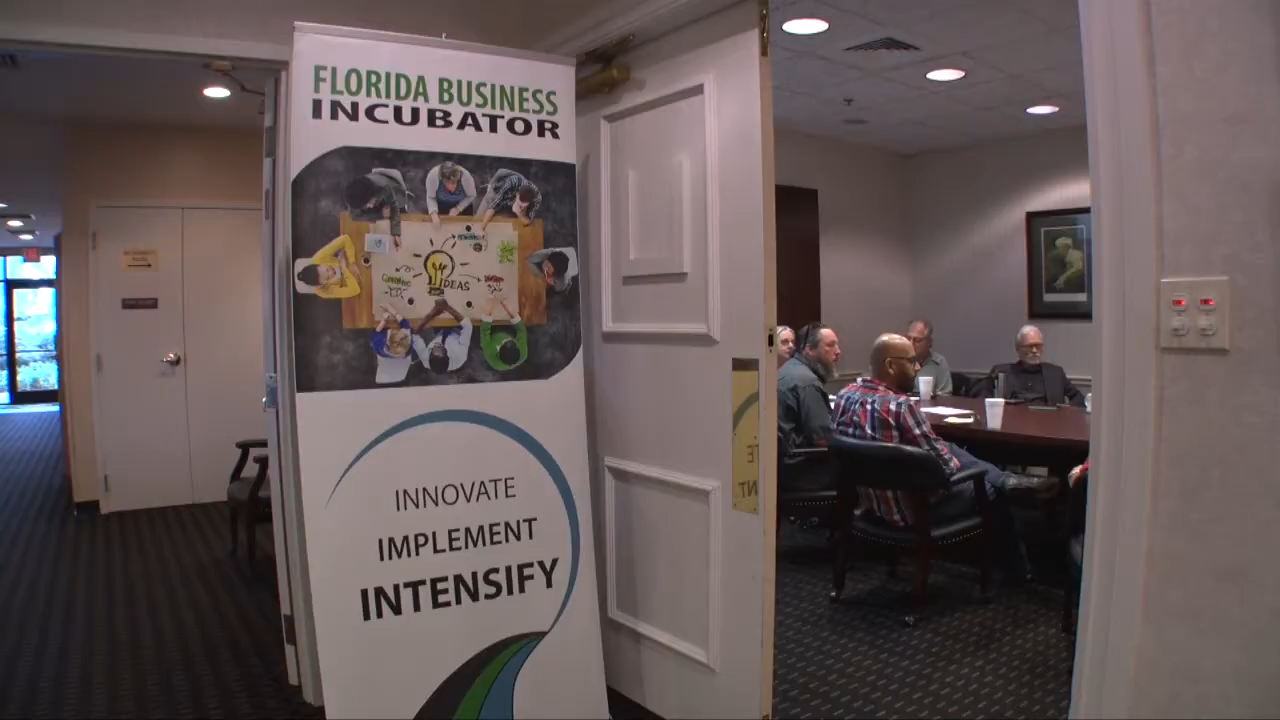 FLORIDA BUSINESS
INCUBATOR
IDEAS
INNOVATE
IMPLEMENT
INTENSIFY